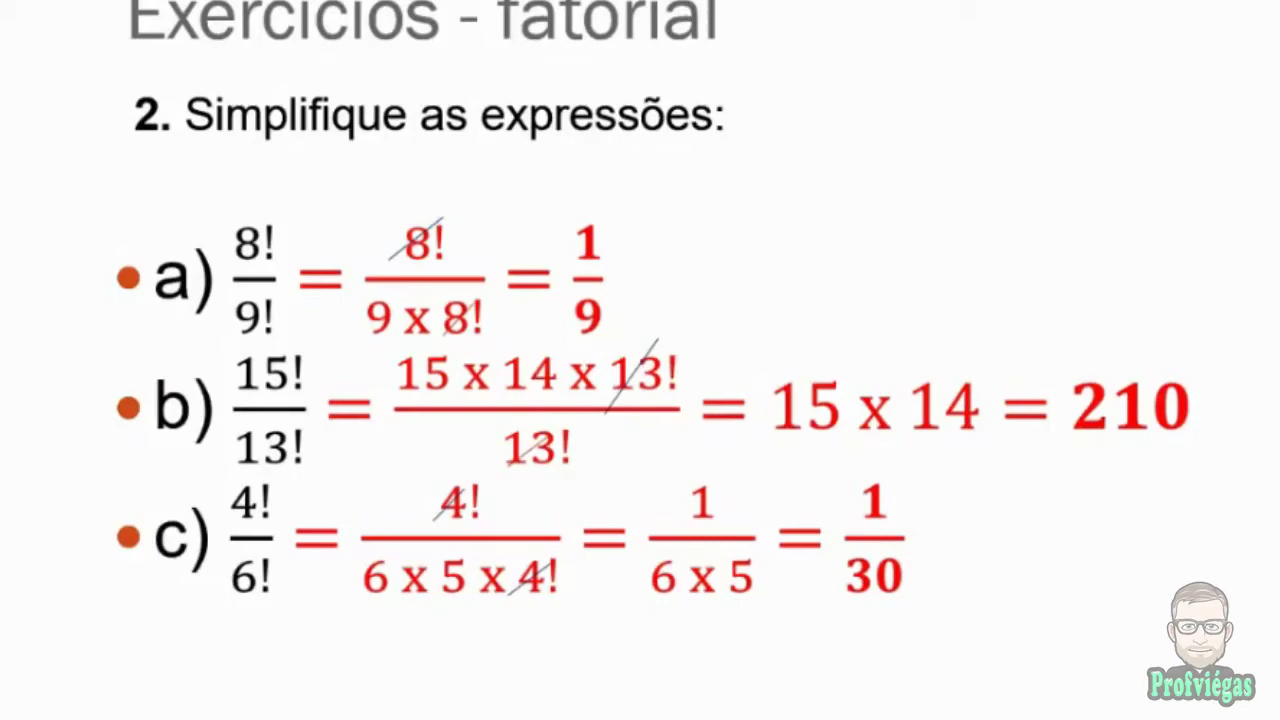 Exercícios - fatorial
2. Simplifique as expressões:
• a) 8!/9! = 8!/(9 x 8!) = 1/9
• b) 15!/13! = (15 x 14 x 13!)/13! = 15 x 14 = 210
• c) 4!/6! = 4!/(6 x 5 x 4!) = 1/(6 x 5) = 1/30
Profviégas